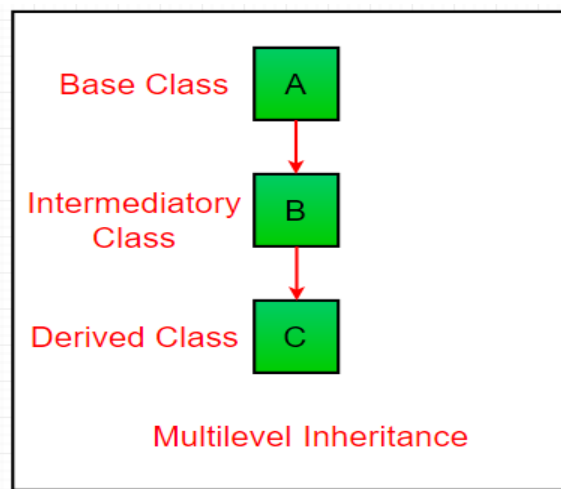 Base Class A
Intermediatory
Class
B
Derived Class C
Multilevel Inheritance